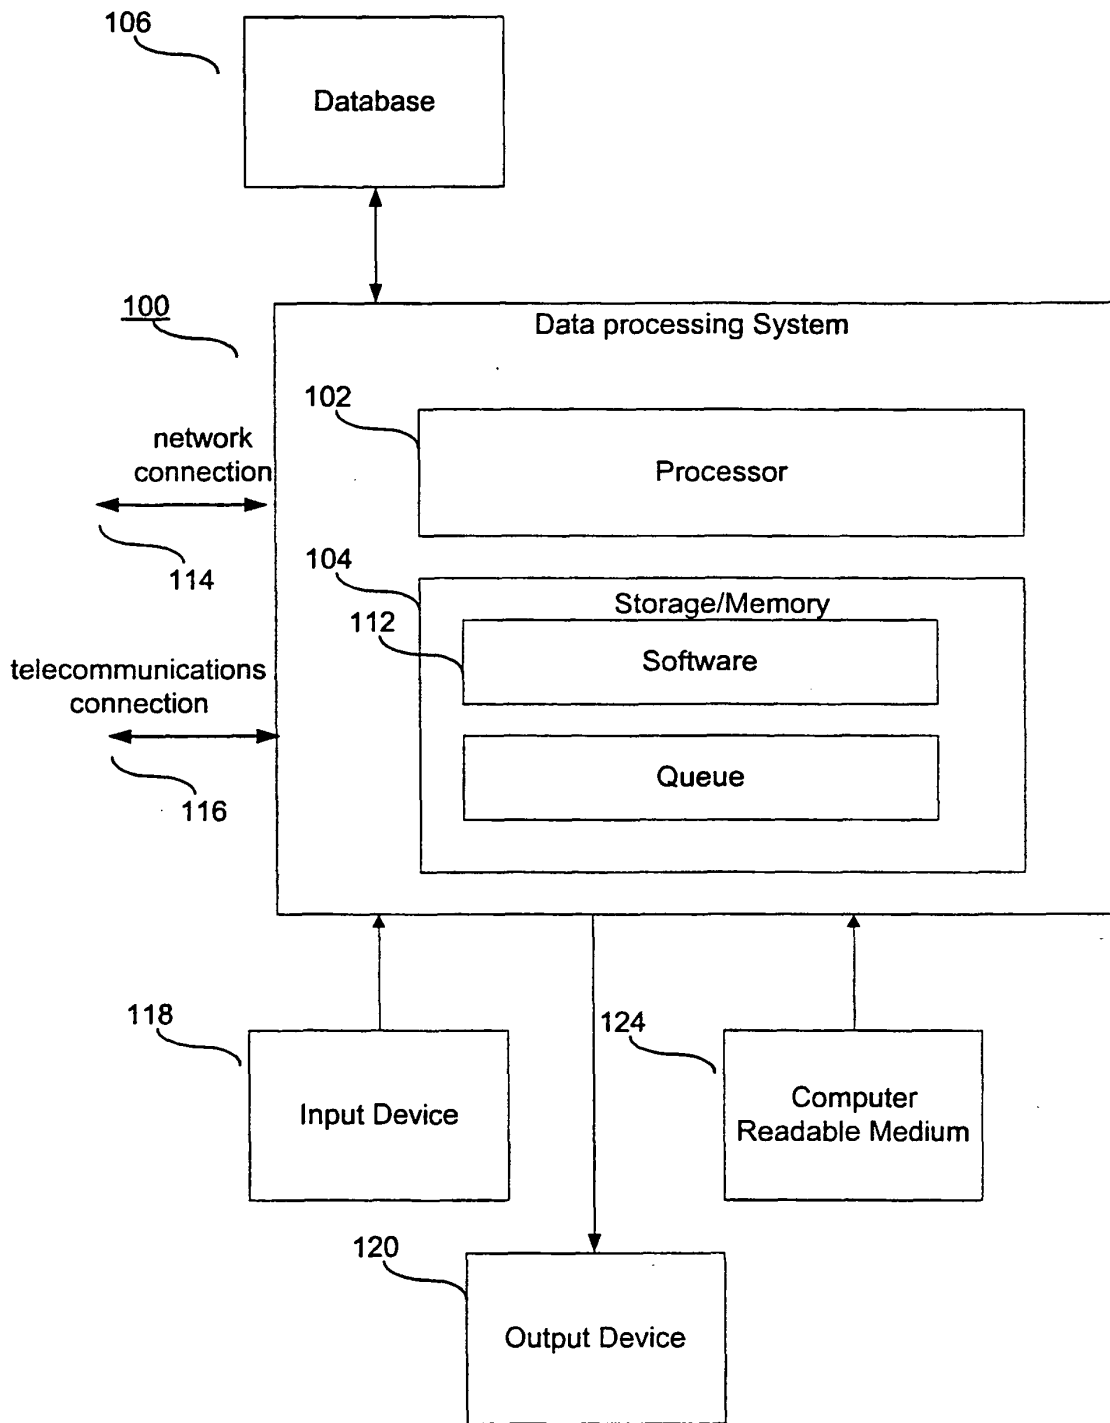 106
Database
100
Data processing System
102
Processor
network
connection
114
104
Storage/Memory
112
Software
telecommunications
connection
Queue
116
118
Input Device
124
Computer
Readable Medium
120
Output Device